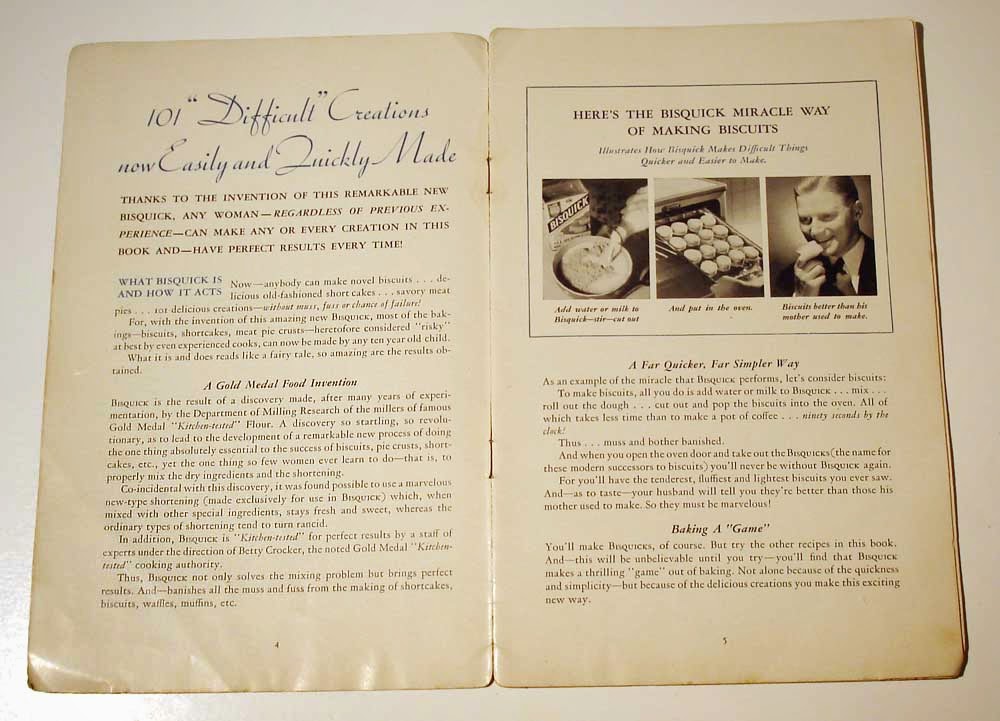 101 "Difficult" Creations
now Easily and Quickly Made
THANKS TO THE INVENTION OF THIS REMARKABLE NEW
BISQUICK, ANY WOMAN—REGARDLESS OF PREVIOUS EX-
PERIENCE—CAN MAKE ANY OR EVERY CREATION IN THIS
BOOK AND—HAVE PERFECT RESULTS EVERY TIME!
WHAT BISQUICK IS
AND HOW IT ACTS
Now—anybody can make novel biscuits . . . de-
licious old-fashioned short cakes . . . savory meat
pies . . . 101 delicious creations—without muss, fuss or chance of failure!
For, with the invention of this amazing new BISQUICK, most of the bak-
ings—biscuits, shortcakes, meat pie crusts—heretofore considered "risky"
at best by even experienced cooks, can now be made by any ten year old child.
What it is and does reads like a fairy tale, so amazing are the results ob-
tained.
A Gold Medal Food Invention
BISQUICK is the result of a discovery made, after many years of experi-
mentation, by the Department of Milling Research of the millers of famous
Gold Medal "Kitchen-tested" Flour. A discovery so startling, so revolu-
tionary, as to lead to the development of a remarkable new process of doing
the one thing absolutely essential to the success of biscuits, pie crusts, short-
cakes, etc., yet the one thing so few women ever learn to do—that is, to
properly mix the dry ingredients and the shortening.
Co-incidental with this discovery, it was found possible to use a marvelous
new-type shortening (made exclusively for use in BISQUICK) which, when
mixed with other special ingredients, stays fresh and sweet, whereas the
ordinary types of shortening tend to turn rancid.
In addition, BISQUICK is "Kitchen-tested" for perfect results by a staff of
experts under the direction of Betty Crocker, the noted Gold Medal "Kitchen-
tested" cooking authority.
Thus, BISQUICK not only solves the mixing problem but brings perfect
results. And—banishes all the muss and fuss from the making of shortcakes,
biscuits, waffles, muffins, etc.
4
HERE'S THE BISQUICK MIRACLE WAY
OF MAKING BISCUITS
Illustrates How Bisquick Makes Difficult Things
Quicker and Easier to Make.
BISQUICK
Add water or milk to
Bisquick—stir—cut out
And put in the oven.
Biscuits better than his
mother used to make.
A Far Quicker, Far Simpler Way
As an example of the miracle that BISQUICK performs, let's consider biscuits:
To make biscuits, all you do is add water or milk to BISQUICK . . . mix . . .
roll out the dough . . . cut out and pop the biscuits into the oven. All of
which takes less time than to make a pot of coffee . . . ninety seconds by the
clock!
Thus . . . muss and bother banished.
And when you open the oven door and take out the BISQUICKS (the name for
these modern successors to biscuits) you'll never be without BISQUICK again.
For you'll have the tenderest, fluffiest and lightest biscuits you ever saw.
And—as to taste—your husband will tell you they're better than those his
mother used to make. So they must be marvelous!
Baking A "Game"
You'll make BISQUICKS, of course. But try the other recipes in this book.
And—this will be unbelievable until you try—you'll find that BISQUICK
makes a thrilling "game" out of baking. Not alone because of the quickness
and simplicity—but because of the delicious creations you make this exciting
new way.
5